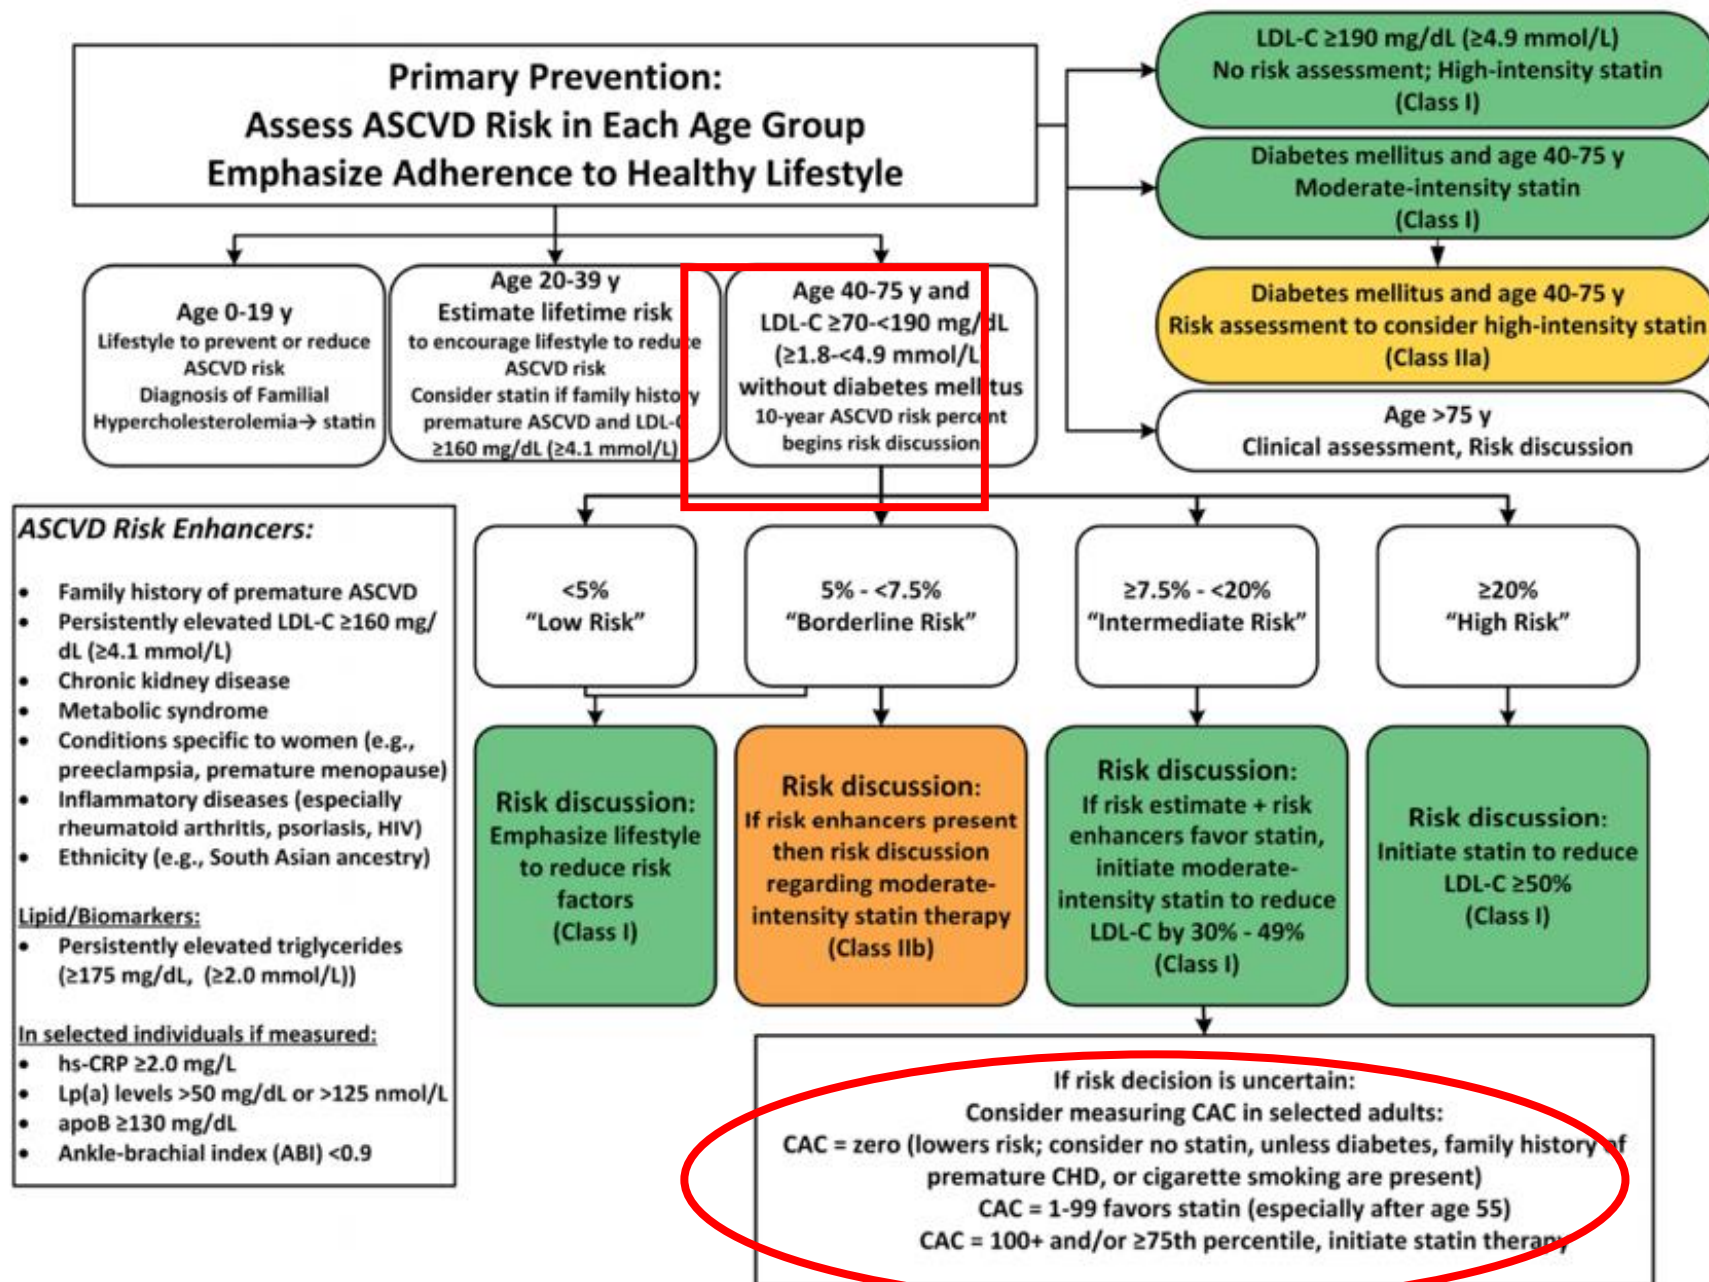 Primary Prevention:
Assess ASCVD Risk in Each Age Group
Emphasize Adherence to Healthy Lifestyle
LDL-C ≥190 mg/dL (≥4.9 mmol/L)
No risk assessment; High-intensity statin
(Class I)
Diabetes mellitus and age 40-75 y
Moderate-intensity statin
(Class I)
Diabetes mellitus and age 40-75 y
Risk assessment to consider high-intensity statin
(Class IIa)
Age >75 y
Clinical assessment, Risk discussion
Age 0-19 y
Lifestyle to prevent or reduce
ASCVD risk
Diagnosis of Familial
Hypercholesterolemia→ statin
Age 20-39 y
Estimate lifetime risk
to encourage lifestyle to reduce
ASCVD risk
Consider statin if family history
premature ASCVD and LDL-C
≥160 mg/dL (≥4.1 mmol/L)
Age 40-75 y and
LDL-C ≥70-<190 mg/dL
(≥1.8-<4.9 mmol/L)
without diabetes mellitus
10-year ASCVD risk percent
begins risk discussion
ASCVD Risk Enhancers:
• Family history of premature ASCVD
• Persistently elevated LDL-C ≥160 mg/
dL (≥4.1 mmol/L)
• Chronic kidney disease
• Metabolic syndrome
• Conditions specific to women (e.g.,
preeclampsia, premature menopause)
• Inflammatory diseases (especially
rheumatoid arthritis, psoriasis, HIV)
• Ethnicity (e.g., South Asian ancestry)
Lipid/Biomarkers:
• Persistently elevated triglycerides
(≥175 mg/dL, (≥2.0 mmol/L))
In selected individuals if measured:
• hs-CRP ≥2.0 mg/L
• Lp(a) levels >50 mg/dL or >125 nmol/L
• apoB ≥130 mg/dL
• Ankle-brachial index (ABI) <0.9
<5%
“Low Risk”
5% - <7.5%
“Borderline Risk”
≥7.5% - <20%
“Intermediate Risk”
≥20%
“High Risk”
Risk discussion:
Emphasize lifestyle
to reduce risk
factors
(Class I)
Risk discussion:
If risk enhancers present
then risk discussion
regarding moderate-
intensity statin therapy
(Class IIb)
Risk discussion:
If risk estimate + risk
enhancers favor statin,
initiate moderate-
intensity statin to reduce
LDL-C by 30% - 49%
(Class I)
Risk discussion:
Initiate statin to reduce
LDL-C ≥50%
(Class I)
If risk decision is uncertain:
Consider measuring CAC in selected adults:
CAC = zero (lowers risk; consider no statin, unless diabetes, family history of
premature CHD, or cigarette smoking are present)
CAC = 1-99 favors statin (especially after age 55)
CAC = 100+ and/or ≥75th percentile, initiate statin therapy